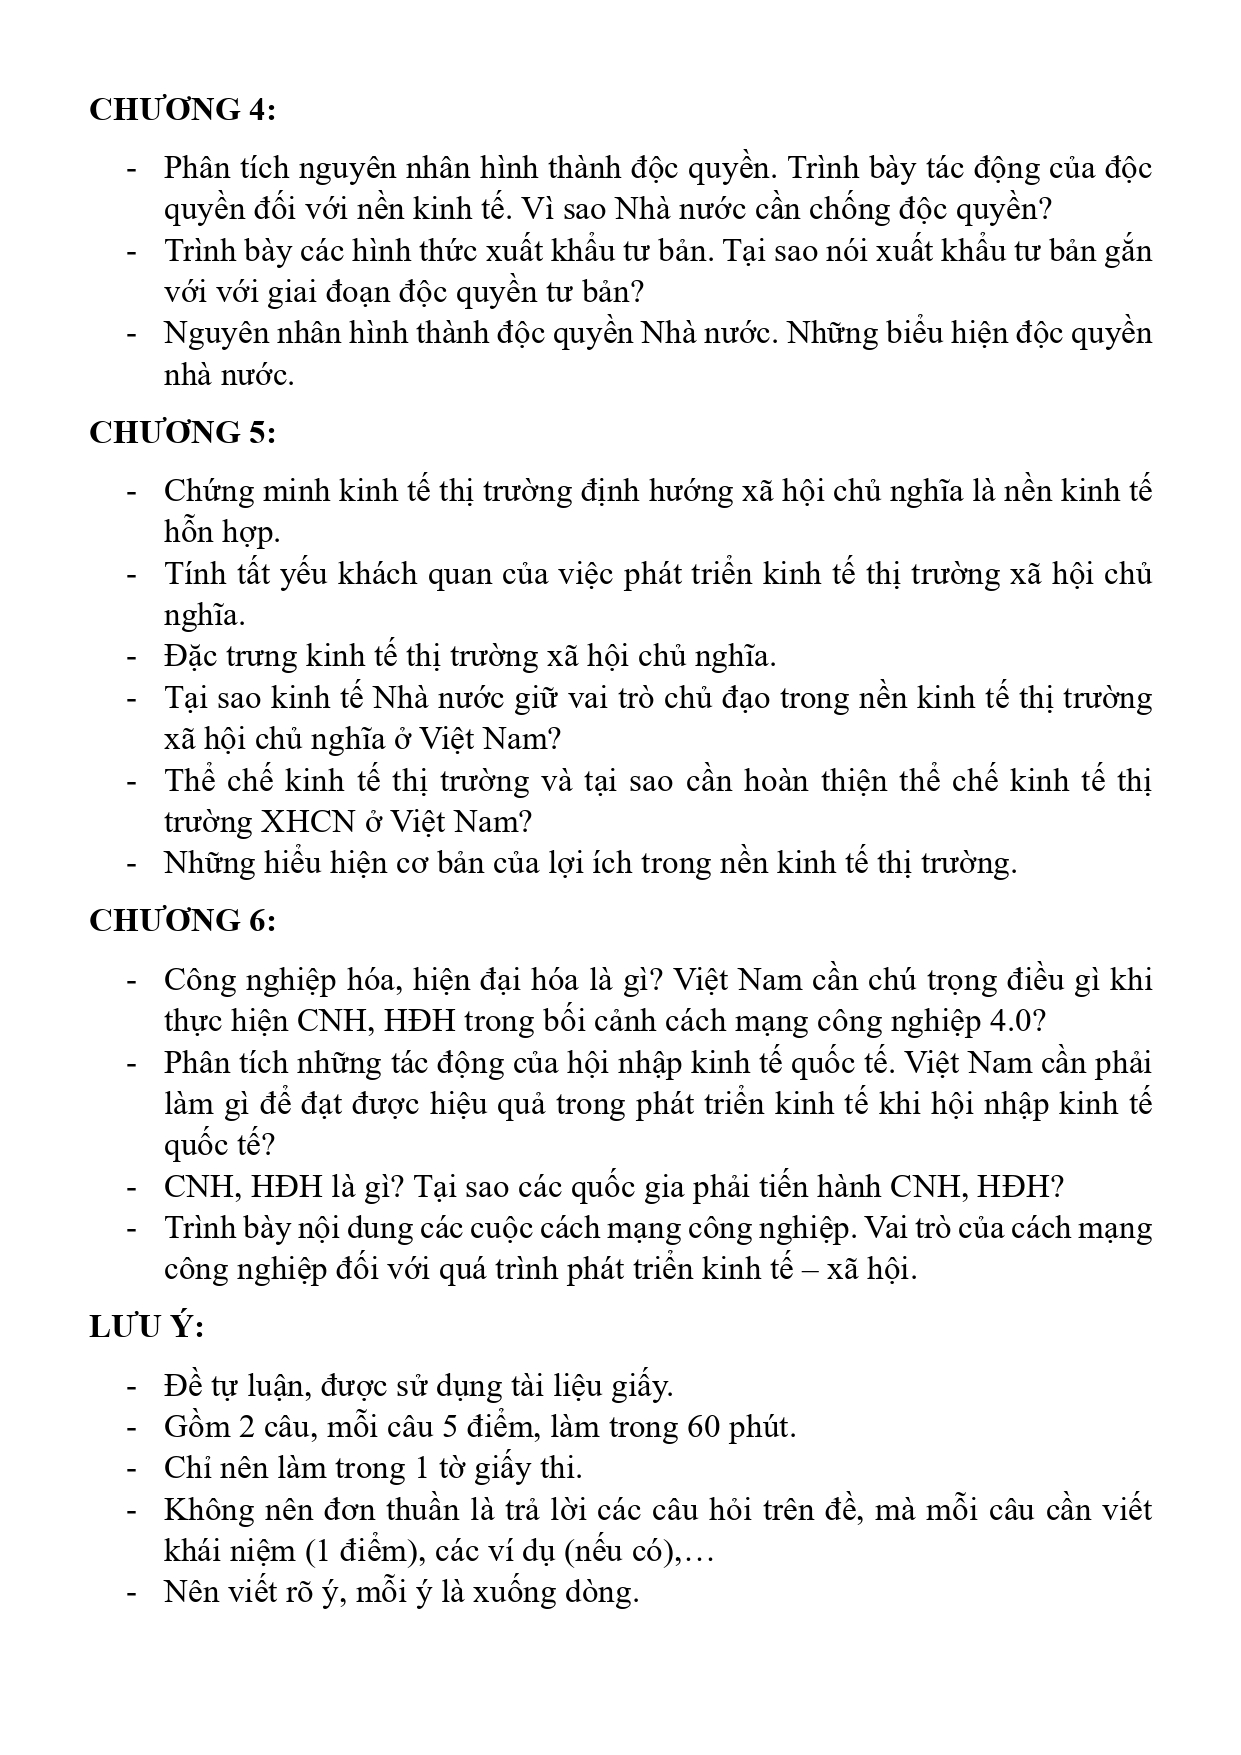 CHƯƠNG 4:
- Phân tích nguyên nhân hình thành độc quyền. Trình bày tác động của độc
quyền đối với nền kinh tế. Vì sao Nhà nước cần chống độc quyền?
- Trình bày các hình thức xuất khẩu tư bản. Tại sao nói xuất khẩu tư bản gắn
với với giai đoạn độc quyền tư bản?
- Nguyên nhân hình thành độc quyền Nhà nước. Những biểu hiện độc quyền
nhà nước.
CHƯƠNG 5:
- Chứng minh kinh tế thị trường định hướng xã hội chủ nghĩa là nền kinh tế
hỗn hợp.
- Tính tất yếu khách quan của việc phát triển kinh tế thị trường xã hội chủ
nghĩa.
- Đặc trưng kinh tế thị trường xã hội chủ nghĩa.
- Tại sao kinh tế Nhà nước giữ vai trò chủ đạo trong nền kinh tế thị trường
xã hội chủ nghĩa ở Việt Nam?
- Thể chế kinh tế thị trường và tại sao cần hoàn thiện thể chế kinh tế thị
trường XHCN ở Việt Nam?
- Những hiểu hiện cơ bản của lợi ích trong nền kinh tế thị trường.
CHƯƠNG 6:
- Công nghiệp hóa, hiện đại hóa là gì? Việt Nam cần chú trọng điều gì khi
thực hiện CNH, HĐH trong bối cảnh cách mạng công nghiệp 4.0?
- Phân tích những tác động của hội nhập kinh tế quốc tế. Việt Nam cần phải
làm gì để đạt được hiệu quả trong phát triển kinh tế khi hội nhập kinh tế
quốc tế?
- CNH, HĐH là gì? Tại sao các quốc gia phải tiến hành CNH, HĐH?
- Trình bày nội dung các cuộc cách mạng công nghiệp. Vai trò của cách mạng
công nghiệp đối với quá trình phát triển kinh tế – xã hội.
LƯU Ý:
- Đề tự luận, được sử dụng tài liệu giấy.
- Gồm 2 câu, mỗi câu 5 điểm, làm trong 60 phút.
- Chỉ nên làm trong 1 tờ giấy thi.
- Không nên đơn thuần là trả lời các câu hỏi trên đề, mà mỗi câu cần viết
khái niệm (1 điểm), các ví dụ (nếu có),…
- Nên viết rõ ý, mỗi ý là xuống dòng.